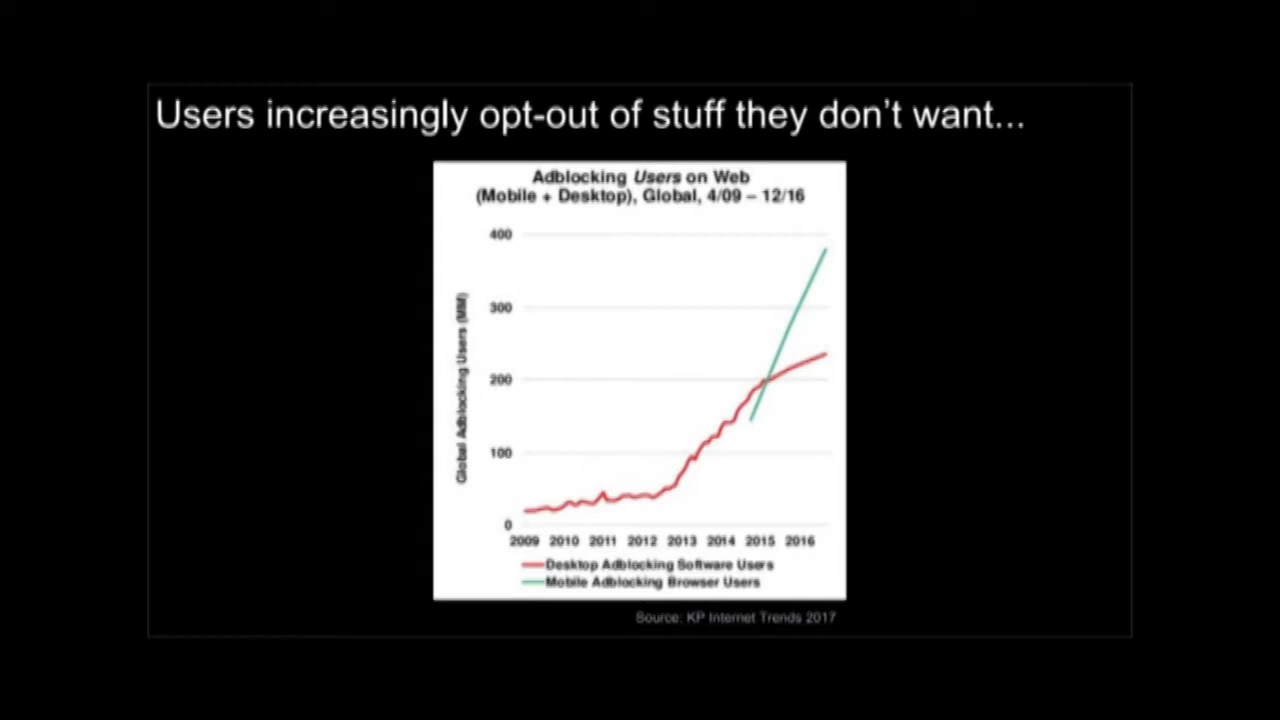 Users increasingly opt-out of stuff they don't want...
Adblocking Users on Web
(Mobile + Desktop), Global, 4/09 – 12/16
Global Adblocking Users (MM)
400
300
200
100
0
2009 2010 2011 2012 2013 2014 2015 2016
Desktop Adblocking Software Users
Mobile Adblocking Browser Users
Source: KP Internet Trends 2017